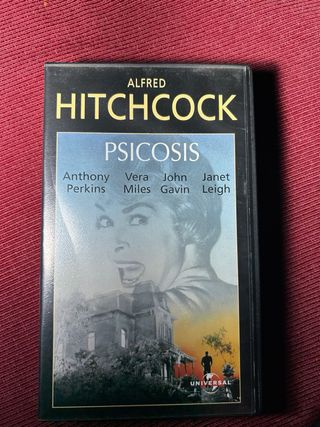 ALFRED
HITCHCOCK
PSICOSIS
Anthony Vera John Janet
Perkins Miles Gavin Leigh
UNIVERSAL